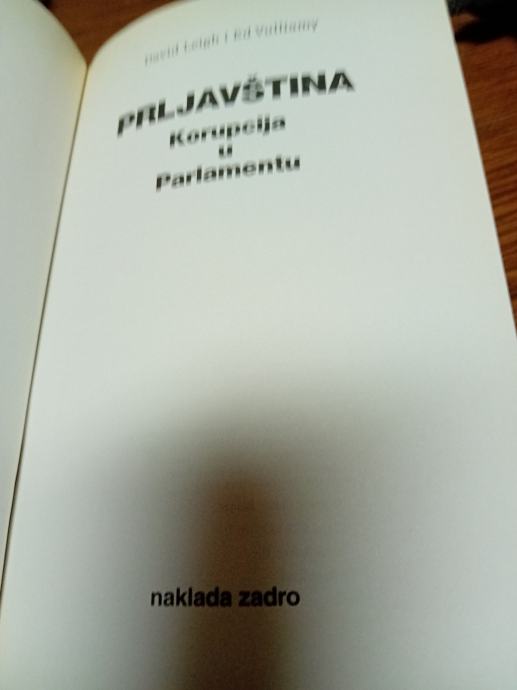 David Leigh i Ed Vulliamy
PRLJAVŠTINA
Korupcija
u
Parlamentu
naklada zadro